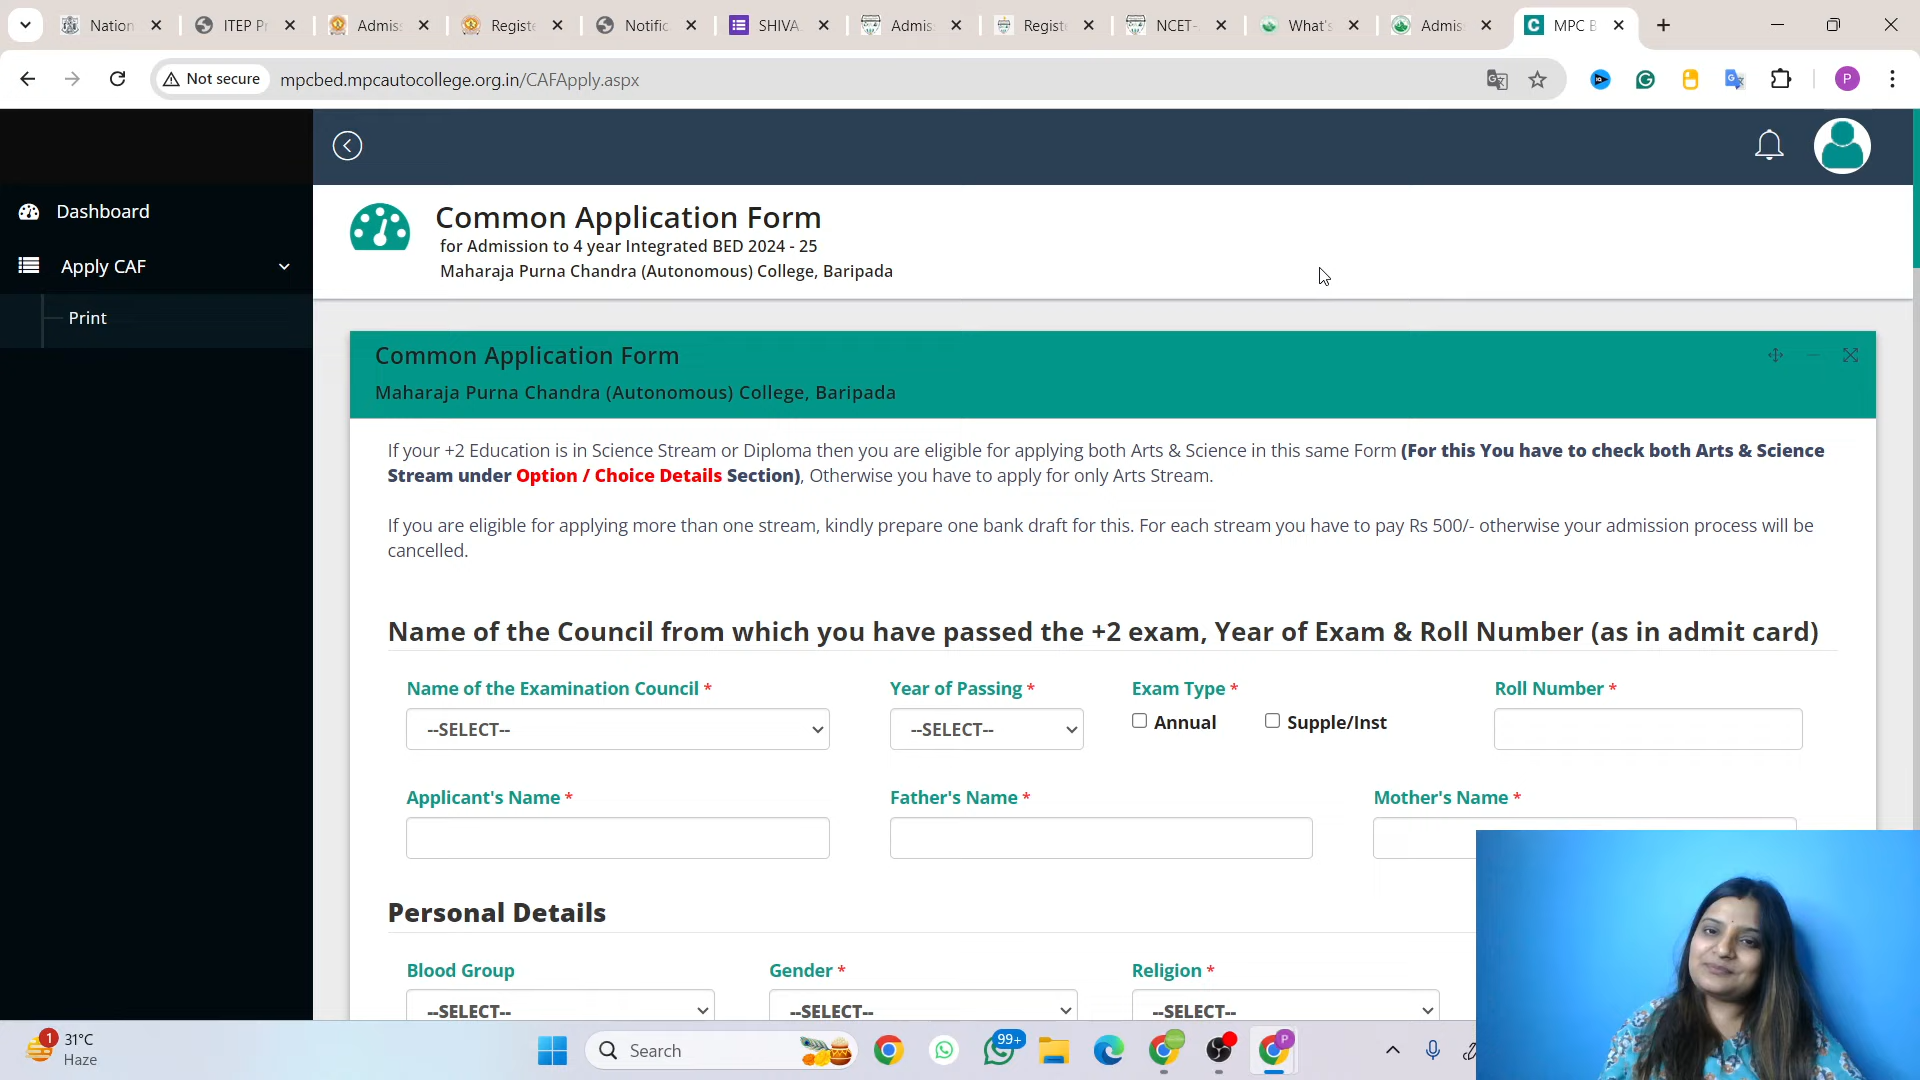 Nation
ITEP Pr
Admiss
Registe
Notific
SHIVA
Admis
Registe
NCET-
What's
Admiss
MPC B
Not secure
mpcbed.mpcautocollege.org.in/CAFApply.aspx
P
Dashboard
Apply CAF
Print
Common Application Form
for Admission to 4 year Integrated BED 2024 - 25
Maharaja Purna Chandra (Autonomous) College, Baripada
Common Application Form
Maharaja Purna Chandra (Autonomous) College, Baripada
If your +2 Education is in Science Stream or Diploma then you are eligible for applying both Arts & Science in this same Form (For this You have to check both Arts & Science
Stream under Option / Choice Details Section), Otherwise you have to apply for only Arts Stream.
If you are eligible for applying more than one stream, kindly prepare one bank draft for this. For each stream you have to pay Rs 500/- otherwise your admission process will be
cancelled.
Name of the Council from which you have passed the +2 exam, Year of Exam & Roll Number (as in admit card)
Name of the Examination Council * Year of Passing * Exam Type * Roll Number *
--SELECT-- --SELECT-- Annual Supple/Inst
Applicant's Name * Father's Name * Mother's Name *
Personal Details
Blood Group Gender * Religion *
--SELECT-- --SELECT-- --SELECT--
1
31°C
Haze
Search
99+
P